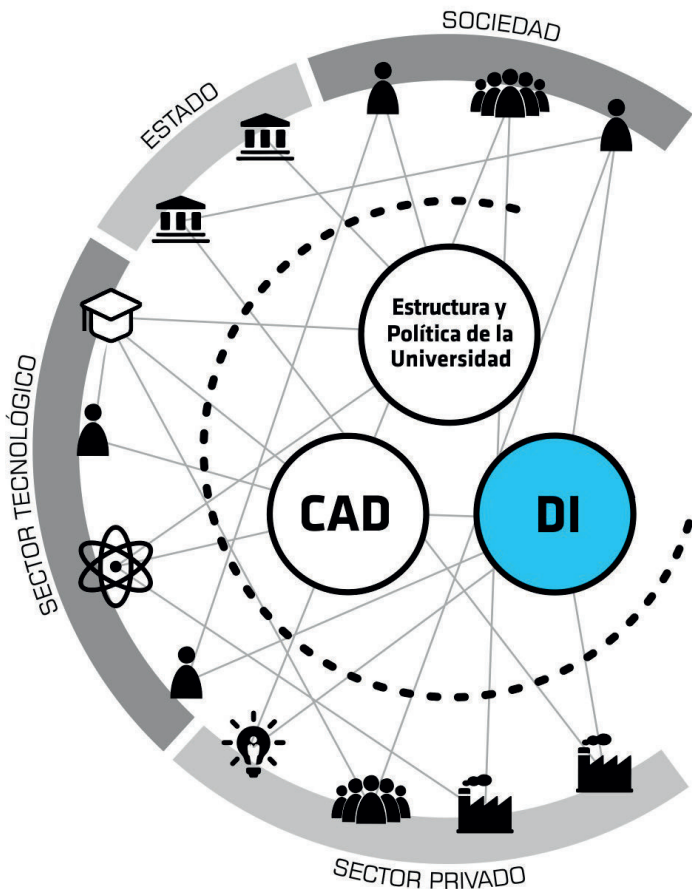 SOCIEDAD
ESTADO
SECTOR TECNOLÓGICO
Estructura y
Política de la
Universidad
CAD
DI
SECTOR PRIVADO